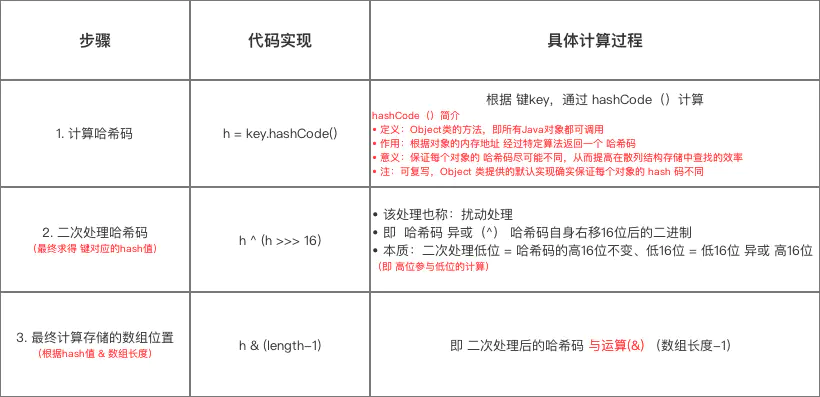 步骤
代码实现
具体计算过程
1. 计算哈希码
h = key.hashCode()
根据 键key，通过 hashCode（）计算
hashCode（）简介
• 定义：Object类的方法，即所有Java对象都可调用
• 作用：根据对象的内存地址 经过特定算法返回一个 哈希码
• 意义：保证每个对象的 哈希码尽可能不同，从而提高在散列结构存储中查找的效率
• 注：可复写，Object 类提供的默认实现确实保证每个对象的 hash 码不同
2. 二次处理哈希码
（最终求得 键对应的hash值）
h ^ (h >>> 16)
• 该处理也称：扰动处理
• 即 哈希码 异或（^） 哈希码自身右移16位后的二进制
• 本质：二次处理低位 = 哈希码的高16位不变、低16位 = 低16位 异或 高16位
（即 高位参与低位的计算）
3. 最终计算存储的数组位置
（根据hash值 & 数组长度）
h & (length-1)
即 二次处理后的哈希码 与运算(&) （数组长度-1）